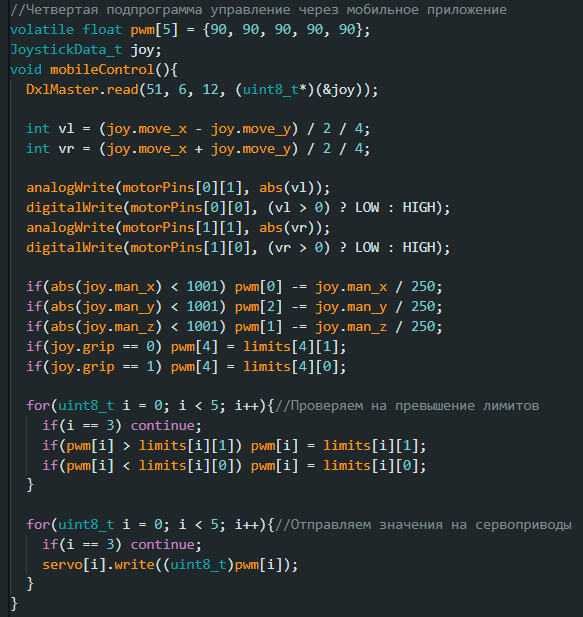 //Четвертая подпрограмма управление через мобильное приложение
volatile float pwm[5] = {90, 90, 90, 90, 90};
JoystickData_t joy;
void mobileControl(){
  DxlMaster.read(51, 6, 12, (uint8_t*)(&joy));

  int vl = (joy.move_x - joy.move_y) / 2 / 4;
  int vr = (joy.move_x + joy.move_y) / 2 / 4;

  analogWrite(motorPins[0][1], abs(vl));
  digitalWrite(motorPins[0][0], (vl > 0) ? LOW : HIGH);
  analogWrite(motorPins[1][1], abs(vr));
  digitalWrite(motorPins[1][0], (vr > 0) ? LOW : HIGH);

  if(abs(joy.man_x) < 1001) pwm[0] -= joy.man_x / 250;
  if(abs(joy.man_y) < 1001) pwm[2] -= joy.man_y / 250;
  if(abs(joy.man_z) < 1001) pwm[1] -= joy.man_z / 250;
  if(joy.grip == 0) pwm[4] = limits[4][1];
  if(joy.grip == 1) pwm[4] = limits[4][0];

  for(uint8_t i = 0; i < 5; i++){//Проверяем на превышение лимитов
    if(i == 3) continue;
    if(pwm[i] > limits[i][1]) pwm[i] = limits[i][1];
    if(pwm[i] < limits[i][0]) pwm[i] = limits[i][0];
  }

  for(uint8_t i = 0; i < 5; i++){//Отправляем значения на сервоприводы
    if(i == 3) continue;
    servo[i].write((uint8_t)pwm[i]);
  }
}